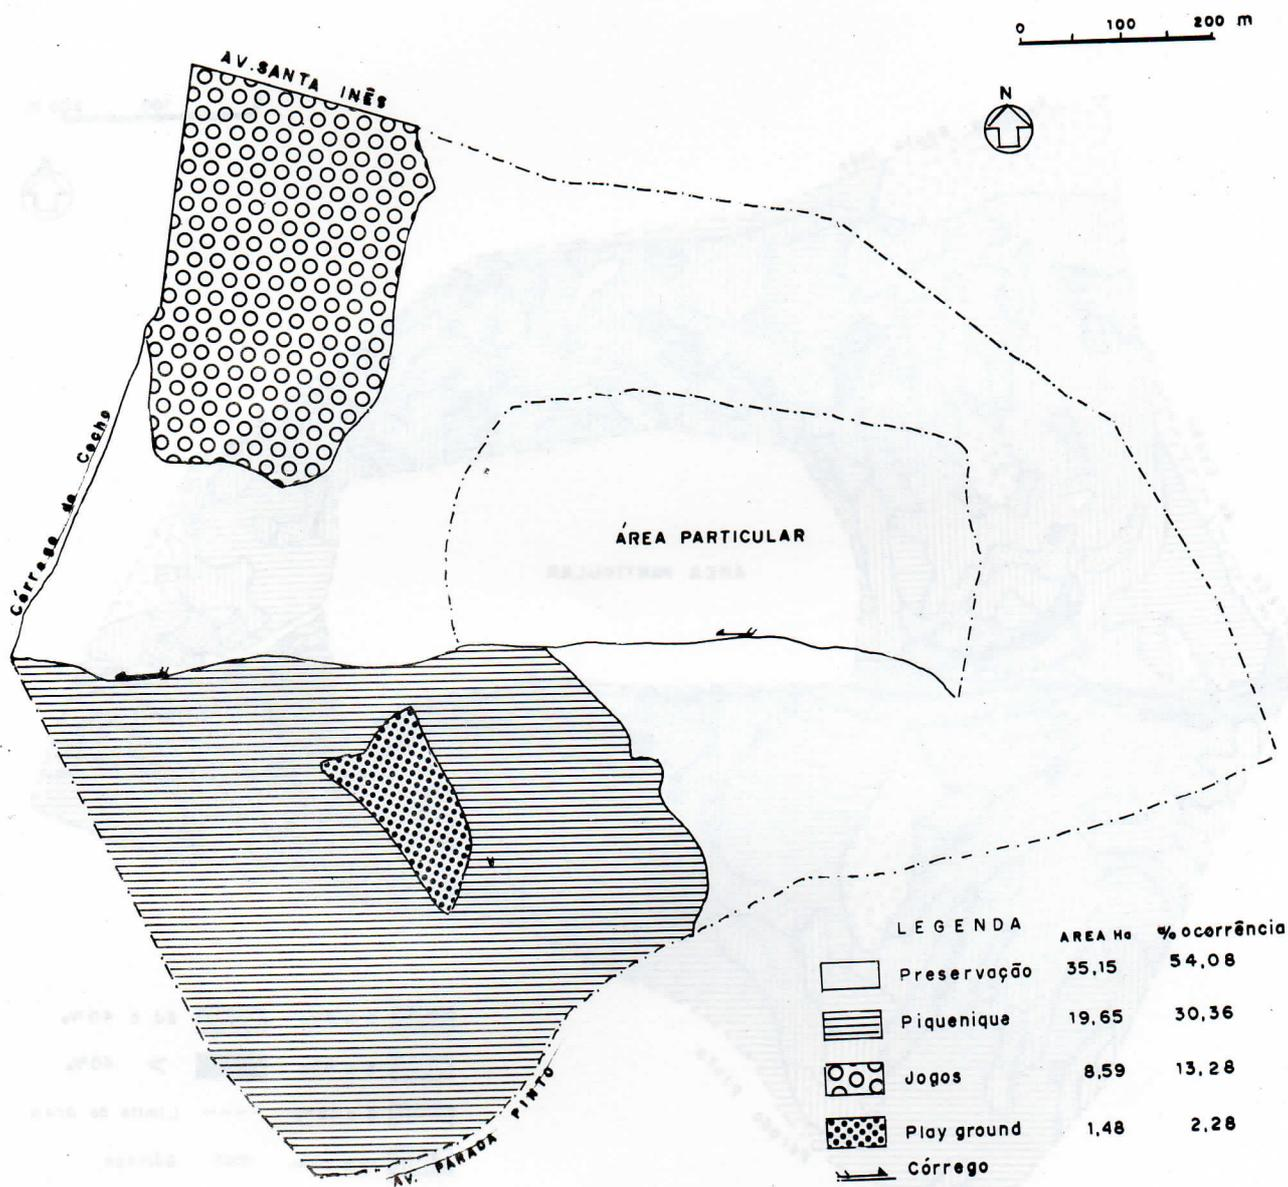 0 100 200 m
N
AV. SANTA INÊS
Córrego do Cocho
ÁREA PARTICULAR
AV. PARADA PINTO
LEGENDA AREA Ha % ocorrência
Preservação 35,15 54,08
Piquenique 19,65 30,36
Jogos 8,59 13,28
Play ground 1,48 2,28
Córrego